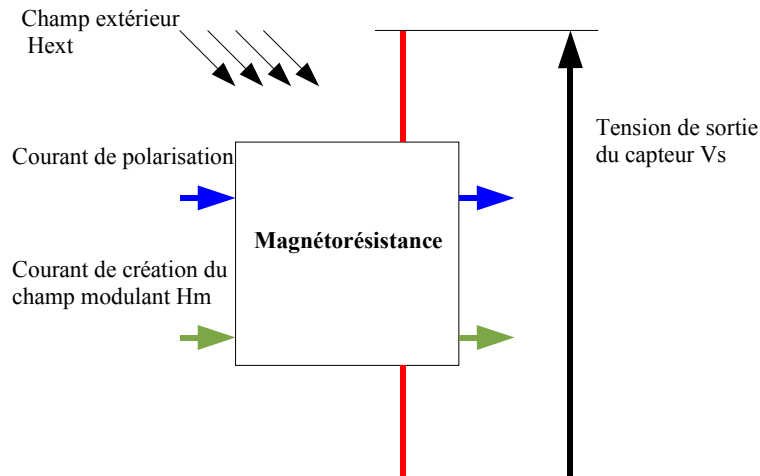 Champ extérieur
Hext
Courant de polarisation
Tension de sortie
du capteur Vs
Magnétorésistance
Courant de création du
champ modulant Hm